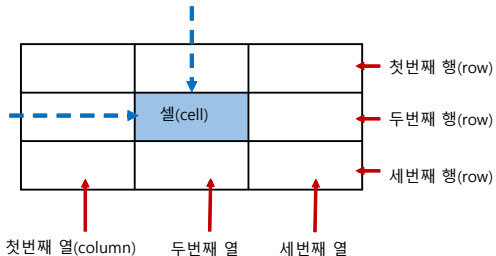 첫번째 행(row)
셀(cell)
두번째 행(row)
세번째 행(row)
첫번째 열(column)
두번째 열
세번째 열